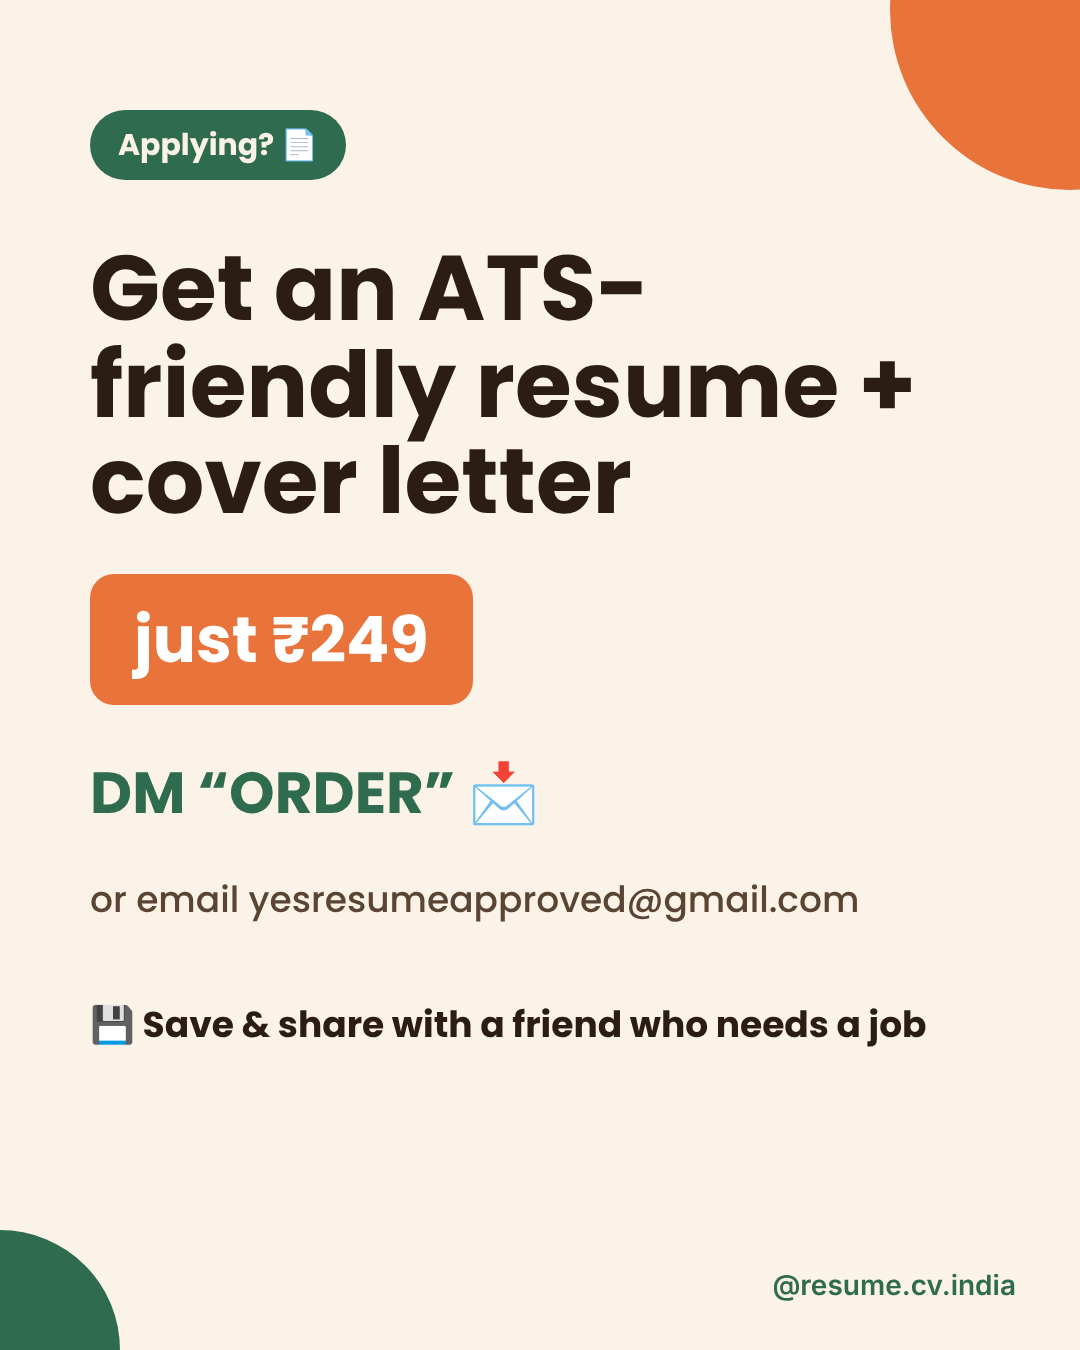 Applying? 📄
Get an ATS-
friendly resume +
cover letter
just ₹249
DM “ORDER” 📩
or email yesresumeapproved@gmail.com
💾 Save & share with a friend who needs a job
@resume.cv.india